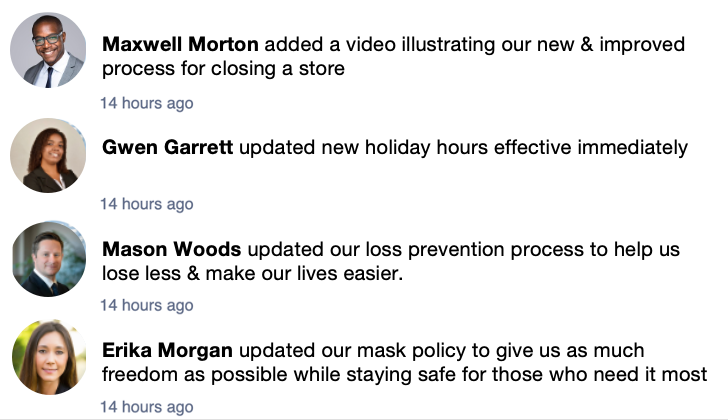 Maxwell Morton added a video illustrating our new & improved
process for closing a store
14 hours ago
Gwen Garrett updated new holiday hours effective immediately
14 hours ago
Mason Woods updated our loss prevention process to help us
lose less & make our lives easier.
14 hours ago
Erika Morgan updated our mask policy to give us as much
freedom as possible while staying safe for those who need it most
14 hours ago